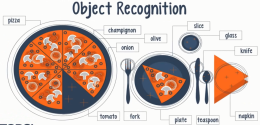 Object Recognition
pizza
champignon
onion
olive
slice
glass
knife
tomato
fork
plate
teaspoon
napkin